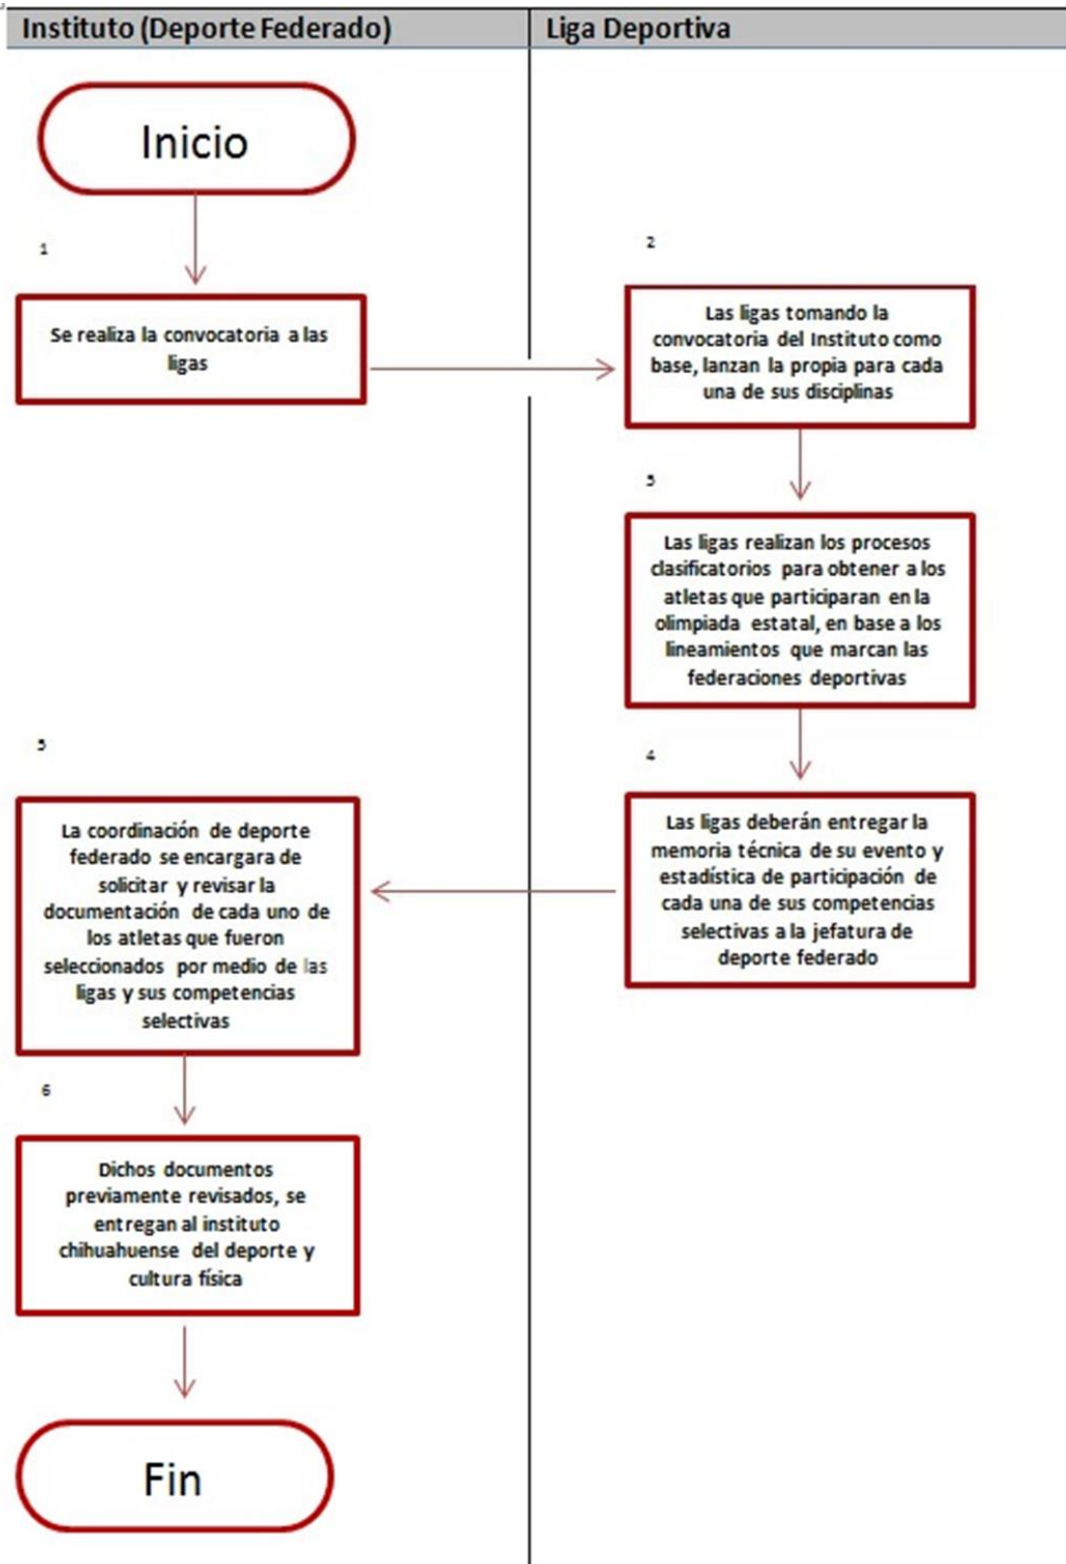 Instituto (Deporte Federado)
Liga Deportiva
Inicio
1
Se realiza la convocatoria a las
ligas
2
Las ligas tomando la
convocatoria del Instituto como
base, lanzan la propia para cada
una de sus disciplinas
3
Las ligas realizan los procesos
clasificatorios para obtener a los
atletas que participaran en la
olimpiada estatal, en base a los
lineamientos que marcan las
federaciones deportivas
4
Las ligas deberán entregar la
memoria técnica de su evento y
estadística de participación de
cada una de sus competencias
selectivas a la jefatura de
deporte federado
5
La coordinación de deporte
federado se encargara de
solicitar y revisar la
documentación de cada uno de
los atletas que fueron
seleccionados por medio de las
ligas y sus competencias
selectivas
6
Dichos documentos
previamente revisados, se
entregan al instituto
chihuahuense del deporte y
cultura física
Fin